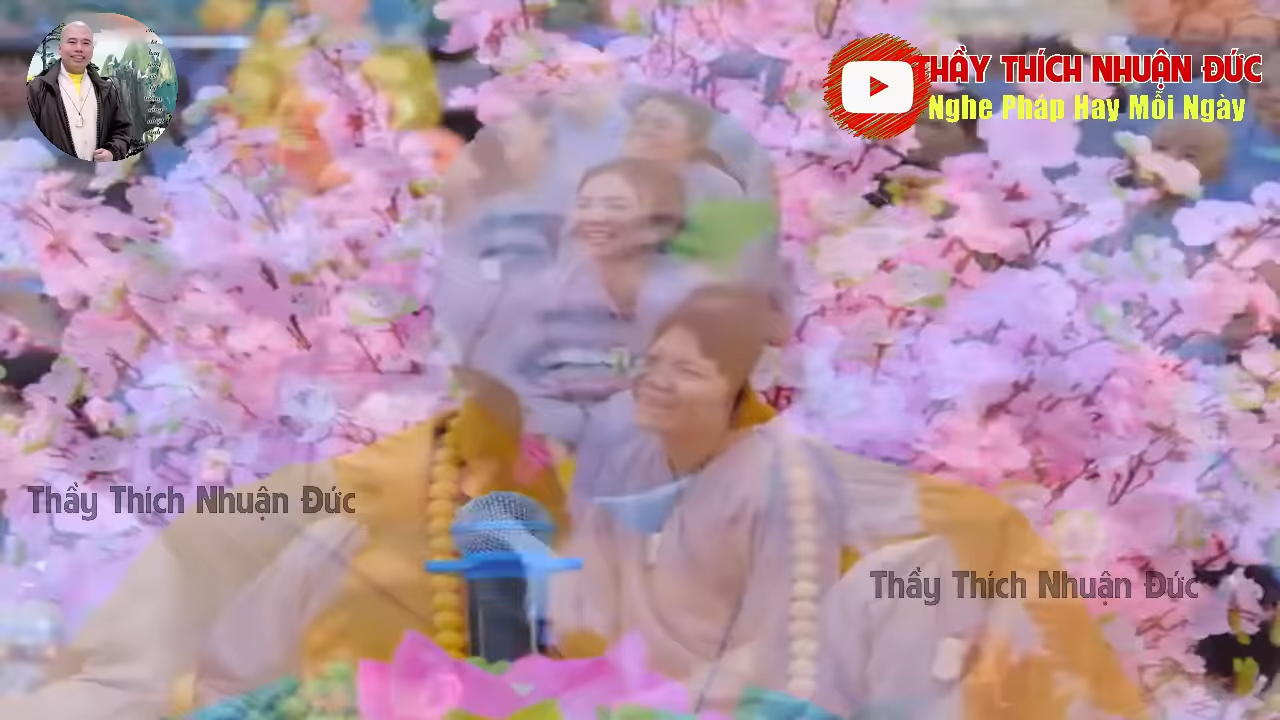 THẦY THÍCH NHUẬN ĐỨC
Nghe Pháp Hay Mỗi Ngày
Thầy Thích Nhuận Đức
Thầy Thích Nhuận Đức